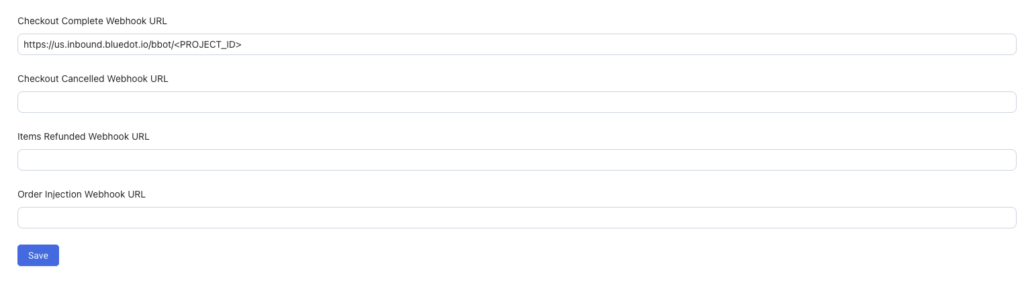 Checkout Complete Webhook URL
https://us.inbound.bluedot.io/bbot/<PROJECT_ID>
Checkout Cancelled Webhook URL
Items Refunded Webhook URL
Order Injection Webhook URL
Save